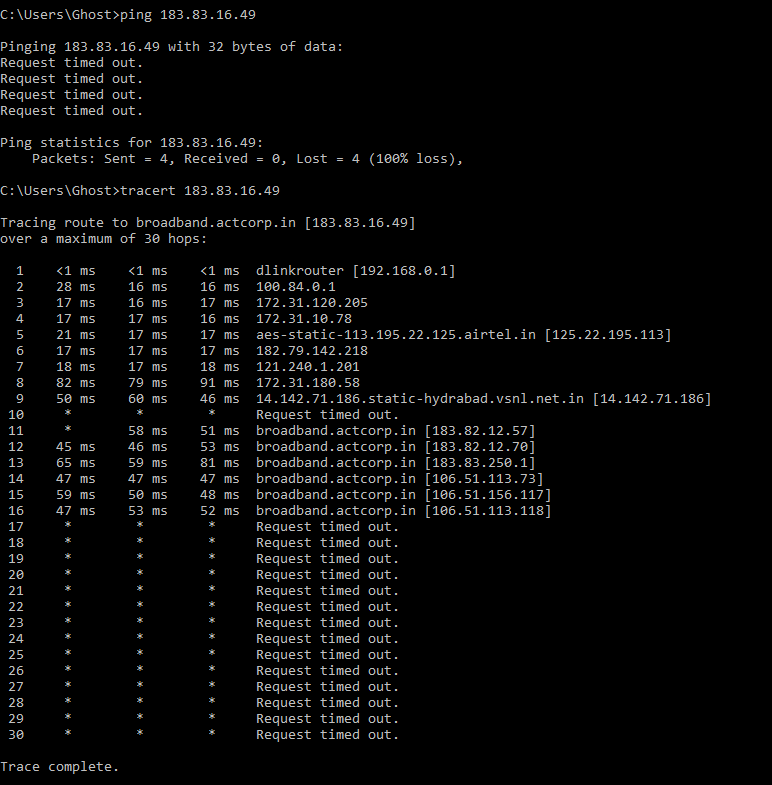 C:\Users\Ghost>ping 183.83.16.49
Pinging 183.83.16.49 with 32 bytes of data:
Request timed out.
Request timed out.
Request timed out.
Request timed out.
Ping statistics for 183.83.16.49:
    Packets: Sent = 4, Received = 0, Lost = 4 (100% loss),
C:\Users\Ghost>tracert 183.83.16.49
Tracing route to broadband.actcorp.in [183.83.16.49]
over a maximum of 30 hops:
  1    <1 ms    <1 ms    <1 ms  dlinkrouter [192.168.0.1]
  2    28 ms    16 ms    16 ms  100.84.0.1
  3    17 ms    16 ms    17 ms  172.31.120.205
  4    17 ms    17 ms    16 ms  172.31.10.78
  5    21 ms    17 ms    17 ms  aes-static-113.195.22.125.airtel.in [125.22.195.113]
  6    17 ms    17 ms    17 ms  182.79.142.218
  7    18 ms    17 ms    18 ms  121.240.1.201
  8    82 ms    79 ms    91 ms  172.31.180.58
  9    50 ms    60 ms    46 ms  14.142.71.186.static-hydrabad.vsnl.net.in [14.142.71.186]
 10     *        *        *     Request timed out.
 11     *       58 ms    51 ms  broadband.actcorp.in [183.82.12.57]
 12    45 ms    46 ms    53 ms  broadband.actcorp.in [183.82.12.70]
 13    65 ms    59 ms    81 ms  broadband.actcorp.in [183.83.250.1]
 14    47 ms    47 ms    47 ms  broadband.actcorp.in [106.51.113.73]
 15    59 ms    50 ms    48 ms  broadband.actcorp.in [106.51.156.117]
 16    47 ms    53 ms    52 ms  broadband.actcorp.in [106.51.113.118]
 17     *        *        *     Request timed out.
 18     *        *        *     Request timed out.
 19     *        *        *     Request timed out.
 20     *        *        *     Request timed out.
 21     *        *        *     Request timed out.
 22     *        *        *     Request timed out.
 23     *        *        *     Request timed out.
 24     *        *        *     Request timed out.
 25     *        *        *     Request timed out.
 26     *        *        *     Request timed out.
 27     *        *        *     Request timed out.
 28     *        *        *     Request timed out.
 29     *        *        *     Request timed out.
 30     *        *        *     Request timed out.
Trace complete.